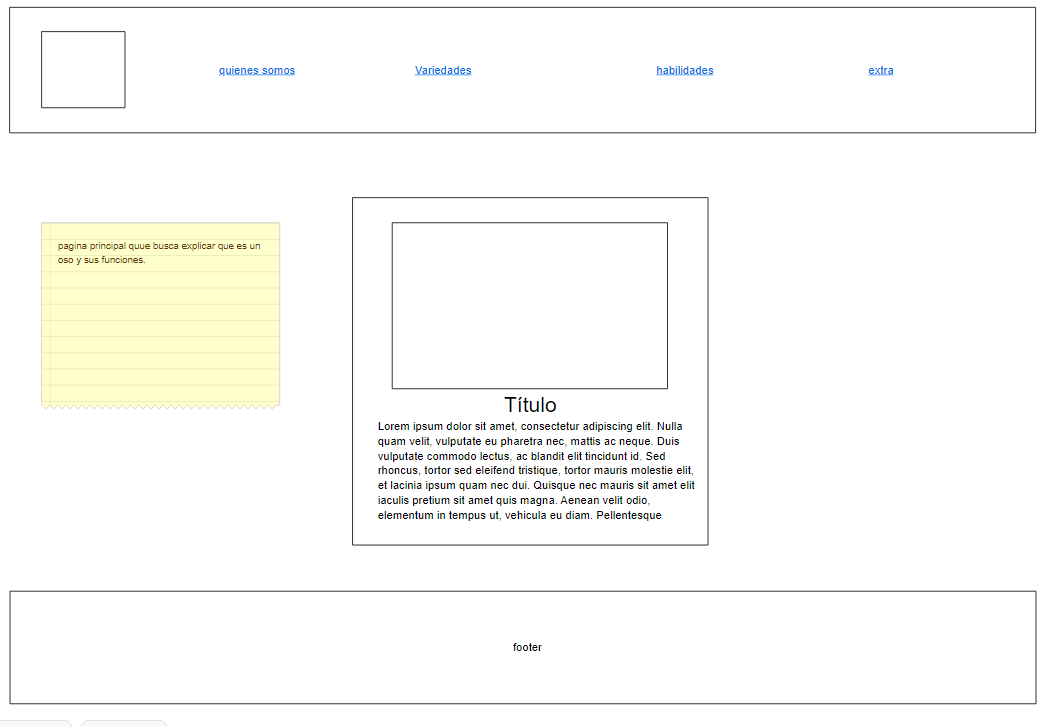 quienes somos
Variedades
habilidades
extra
pagina principal quue busca explicar que es un
oso y sus funciones.
Título
Lorem ipsum dolor sit amet, consectetur adipiscing elit. Nulla
quam velit, vulputate eu pharetra nec, mattis ac neque. Duis
vulputate commodo lectus, ac blandit elit tincidunt id. Sed
rhoncus, tortor sed eleifend tristique, tortor mauris molestie elit,
et lacinia ipsum quam nec dui. Quisque nec mauris sit amet elit
iaculis pretium sit amet quis magna. Aenean velit odio,
elementum in tempus ut, vehicula eu diam. Pellentesque
footer